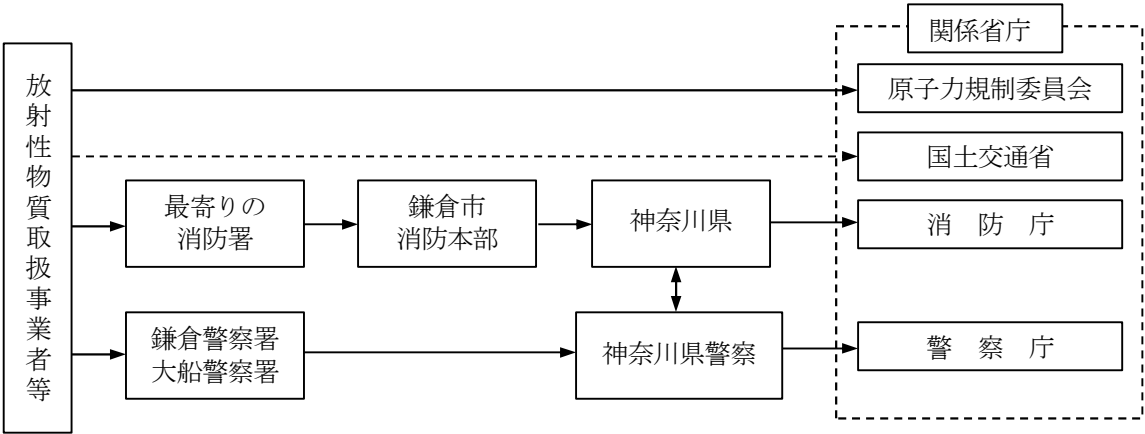 関係省庁
放射性物質取扱事業者等
原子力規制委員会
国土交通省
最寄りの
消防署
鎌倉市
消防本部
神奈川県
消　防　庁
鎌倉警察署
大船警察署
神奈川県警察
警　察　庁